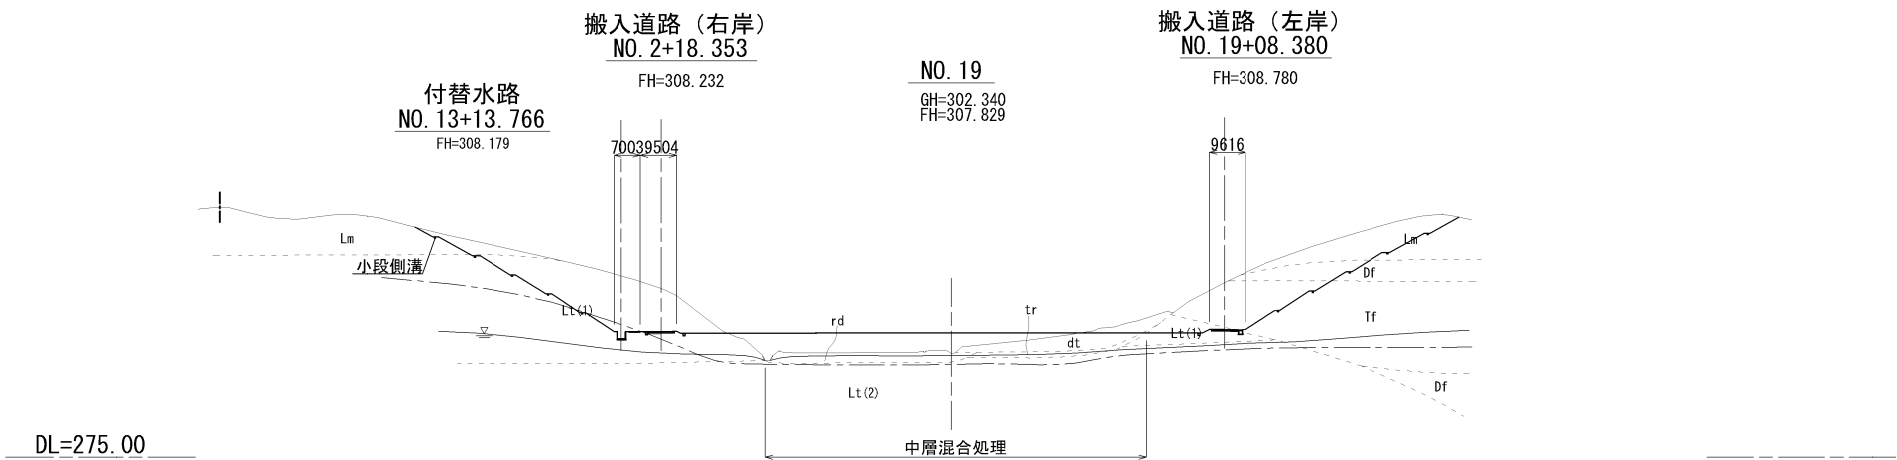 搬入道路（右岸）
NO. 2+18. 353
FH=308. 232
搬入道路（左岸）
NO. 19+08. 380
FH=308. 780
NO. 19
GH=302. 340
FH=307. 829
付替水路
NO. 13+13. 766
FH=308. 179
7003
9504
9616
Lm
小段側溝
Lt(1)
rd
tr
dt
Lt(1)
Lm
Df
Tf
Df
Lt(2)
中層混合処理
DL=275. 00